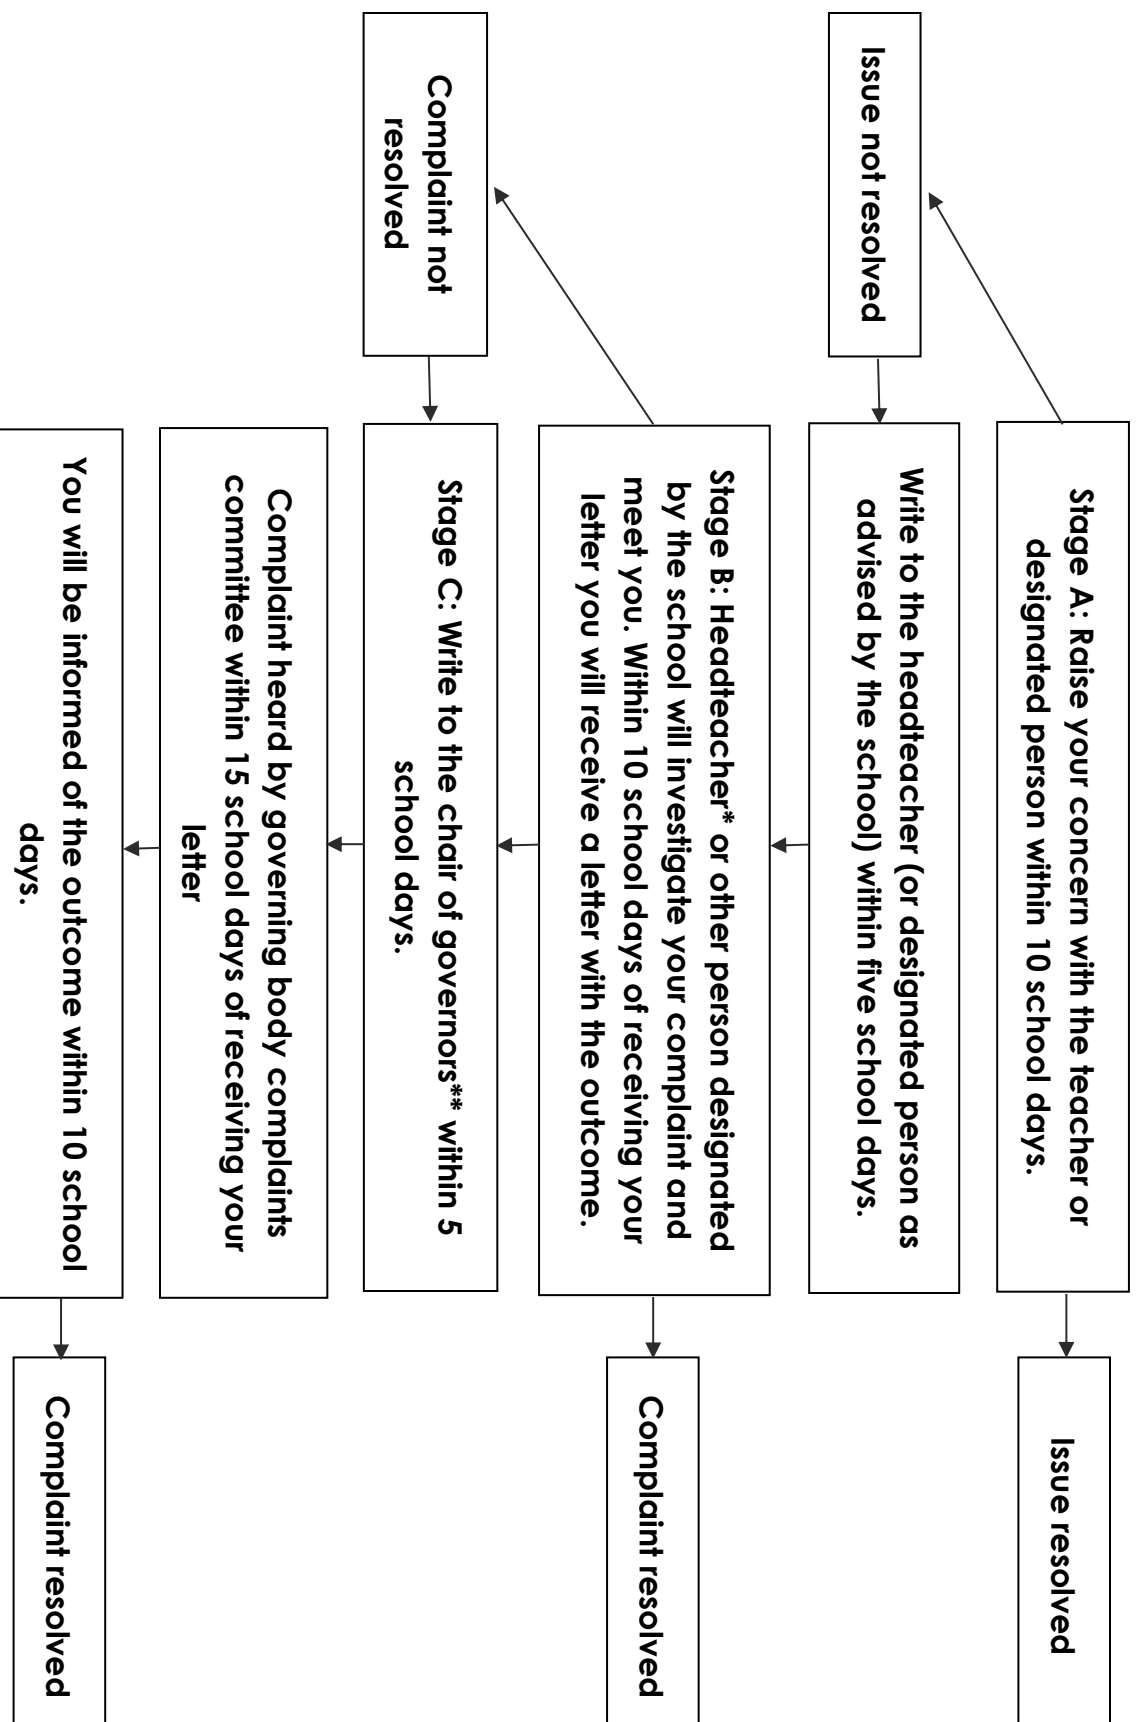 Stage A: Raise your concern with the teacher or
designated person within 10 school days.
Issue resolved
Issue not resolved
Write to the headteacher (or designated person as
advised by the school) within five school days.
Stage B: Headteacher* or other person designated
by the school will investigate your complaint and
meet you. Within 10 school days of receiving your
letter you will receive a letter with the outcome.
Complaint resolved
Complaint not
resolved
Stage C: Write to the chair of governors** within 5
school days.
Complaint heard by governing body complaints
committee within 15 school days of receiving your
letter
You will be informed of the outcome within 10 school
days.
Complaint resolved